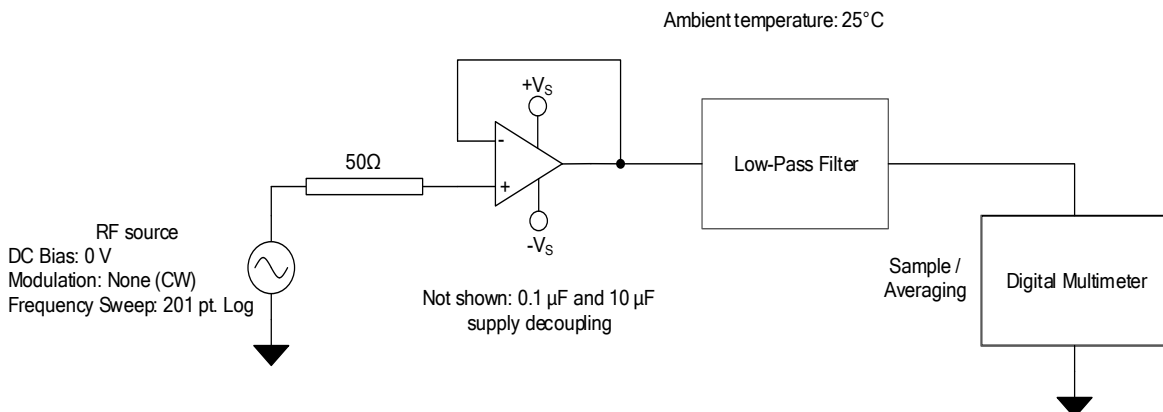 Ambient temperature: 25°C
+VS
-
50Ω
+
Low-Pass Filter
-VS
RF source
DC Bias: 0 V
Modulation: None (CW)
Frequency Sweep: 201 pt. Log
Not shown: 0.1 µF and 10 µF
supply decoupling
Sample /
Averaging
Digital Multimeter